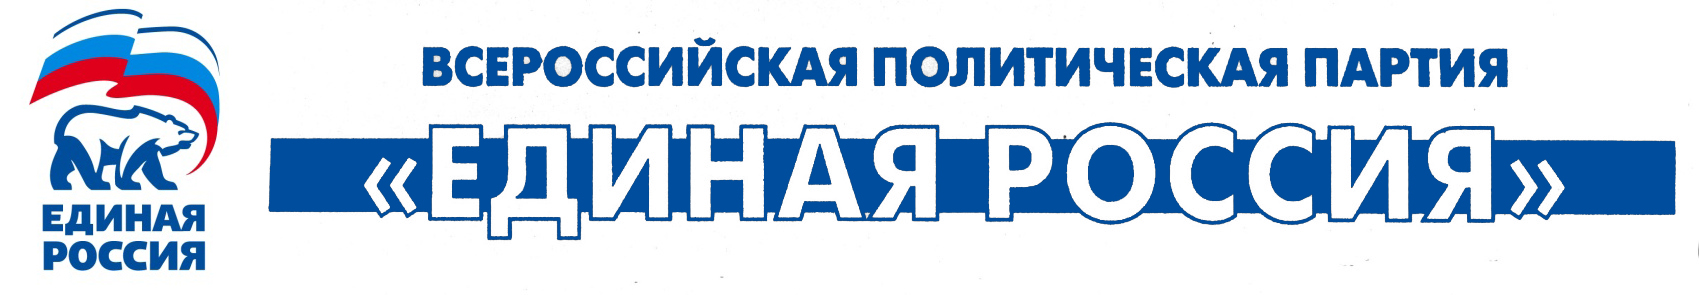 ЕДИНАЯ
РОССИЯ
ВСЕРОССИЙСКАЯ ПОЛИТИЧЕСКАЯ ПАРТИЯ
«ЕДИНАЯ РОССИЯ»